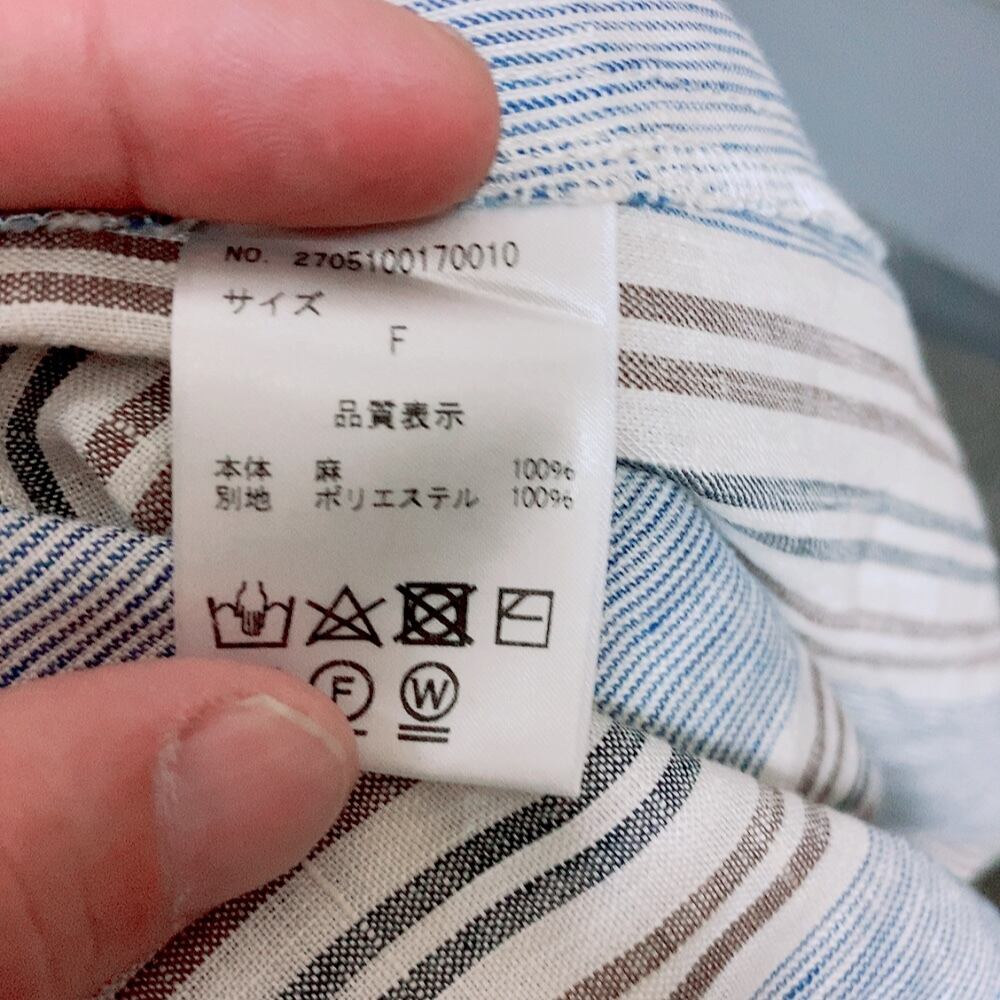 NO. 2705100170010
サイズ
F
品質表示
本体 麻 100%
別地 ポリエステル 100%
F W